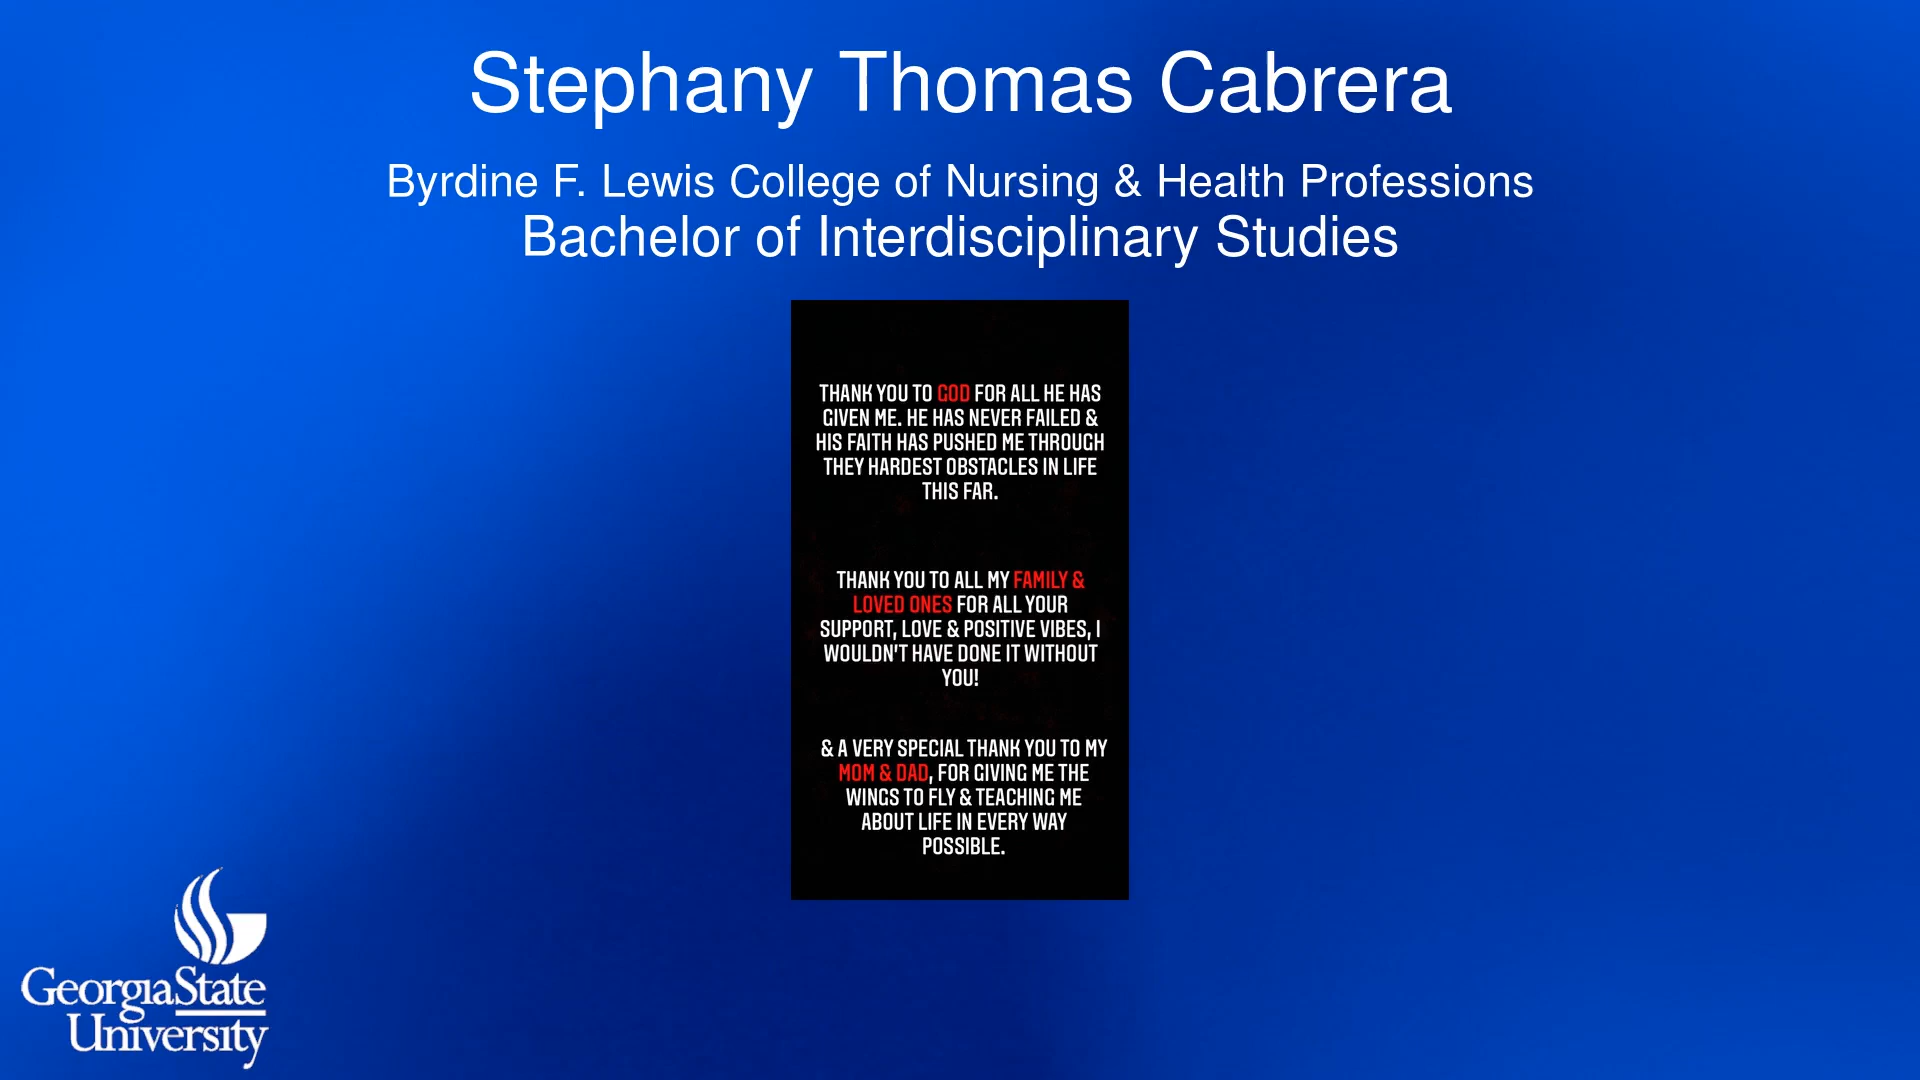 Stephany Thomas Cabrera
Byrdine F. Lewis College of Nursing & Health Professions
Bachelor of Interdisciplinary Studies
THANK YOU TO GOD FOR ALL HE HAS
GIVEN ME. HE HAS NEVER FAILED &
HIS FAITH HAS PUSHED ME THROUGH
THEY HARDEST OBSTACLES IN LIFE
THIS FAR.
THANK YOU TO ALL MY FAMILY &
LOVED ONES FOR ALL YOUR
SUPPORT, LOVE & POSITIVE VIBES, I
WOULDN'T HAVE DONE IT WITHOUT
YOU!
& A VERY SPECIAL THANK YOU TO MY
MOM & DAD, FOR GIVING ME THE
WINGS TO FLY & TEACHING ME
ABOUT LIFE IN EVERY WAY
POSSIBLE.
GeorgiaState
University